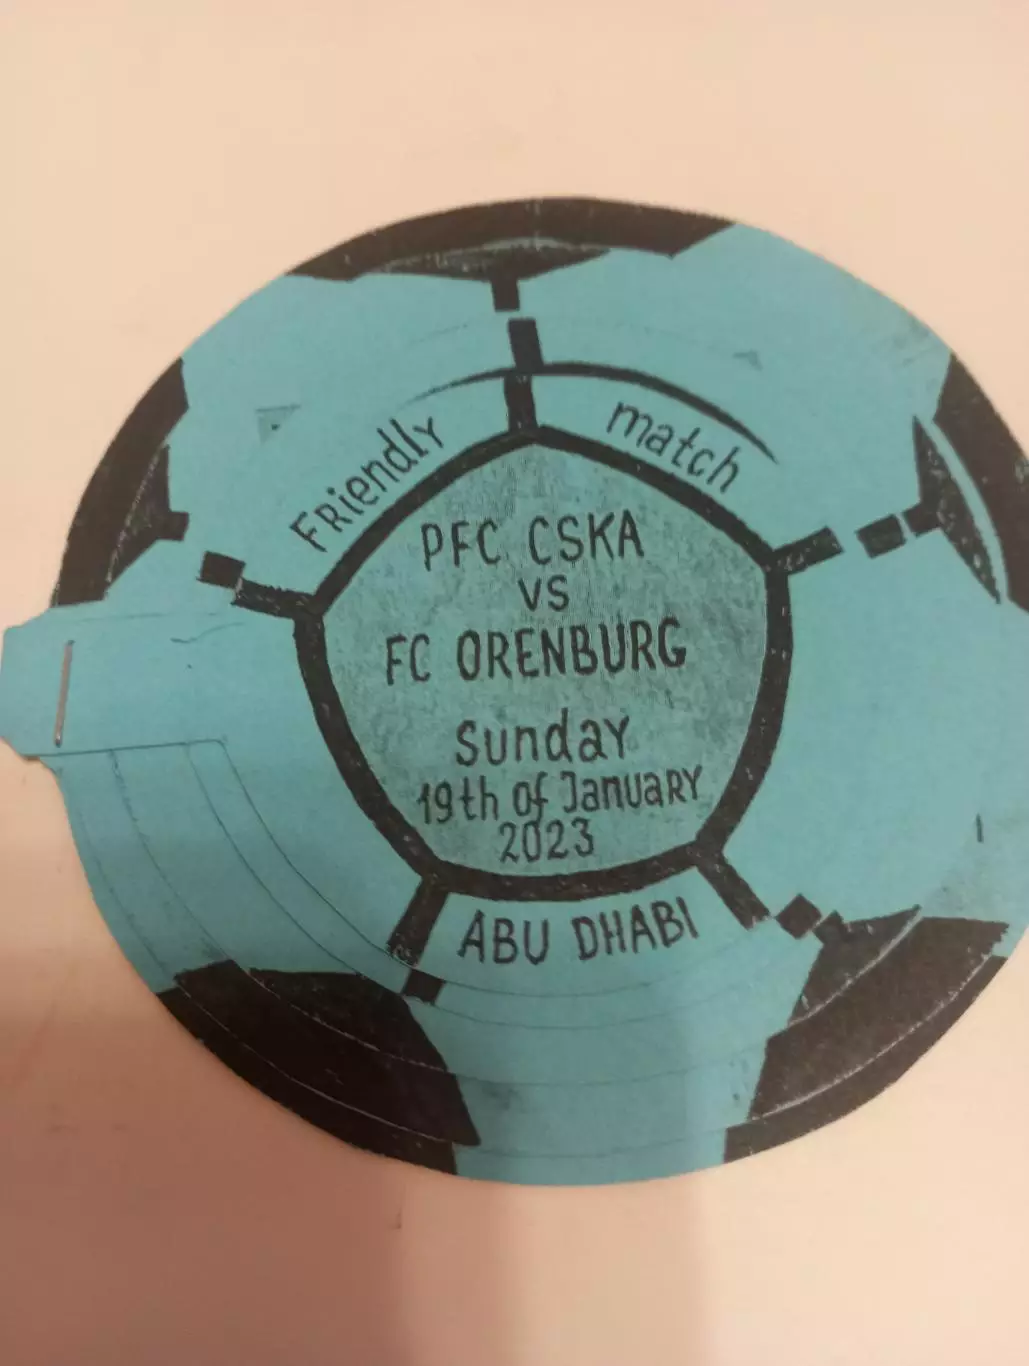 Friendly match
PFC CSKA
VS
FC ORENBURG
Sunday
19th of January
2023
ABU DHABI